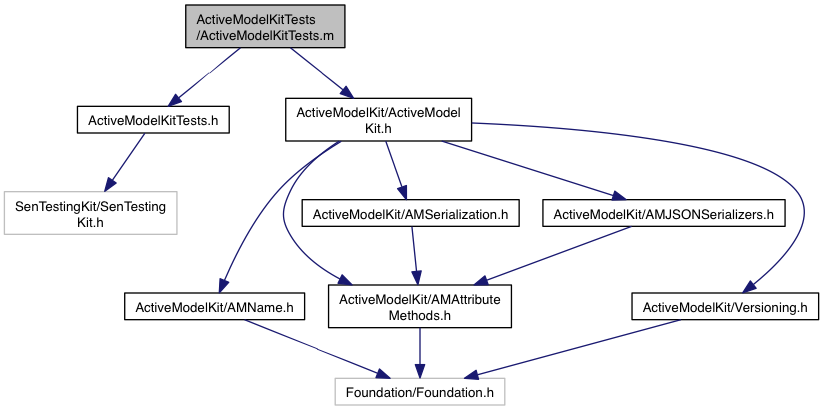 ActiveModelKitTests
/ActiveModelKitTests.m
ActiveModelKitTests.h
ActiveModelKit/ActiveModel
Kit.h
SenTestingKit/SenTesting
Kit.h
ActiveModelKit/AMSerialization.h
ActiveModelKit/AMJSONSerializers.h
ActiveModelKit/AMName.h
ActiveModelKit/AMAttribute
Methods.h
ActiveModelKit/Versioning.h
Foundation/Foundation.h